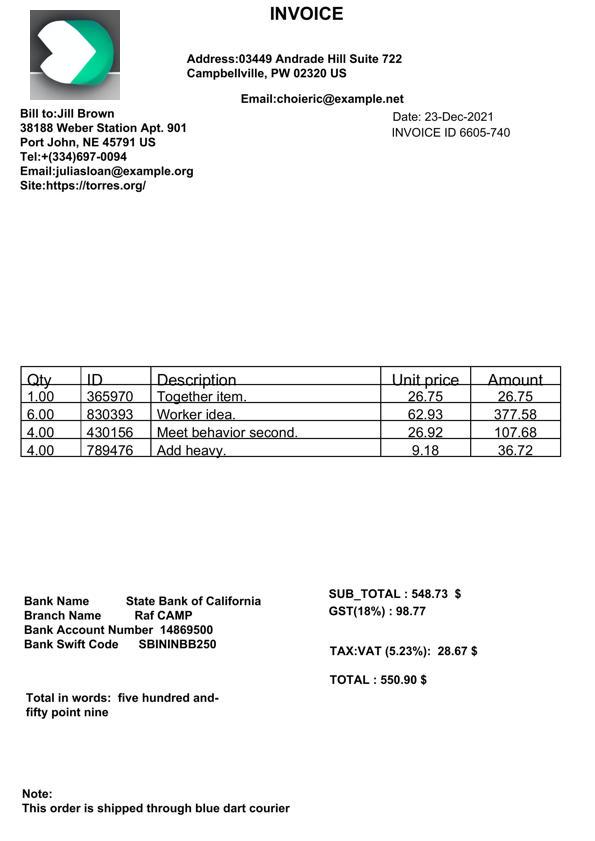 INVOICE
Address:03449 Andrade Hill Suite 722
Campbellville, PW 02320 US
Email:choieric@example.net
Bill to:Jill Brown
38188 Weber Station Apt. 901
Port John, NE 45791 US
Tel:+(334)697-0094
Email:juliasloan@example.org
Site:https://torres.org/
Date: 23-Dec-2021
INVOICE ID 6605-740
Qty ID Description Unit price Amount
1.00 365970 Together item. 26.75 26.75
6.00 830393 Worker idea. 62.93 377.58
4.00 430156 Meet behavior second. 26.92 107.68
4.00 789476 Add heavy. 9.18 36.72
Bank Name State Bank of California
Branch Name Raf CAMP
Bank Account Number 14869500
Bank Swift Code SBININBB250
SUB_TOTAL : 548.73 $
GST(18%) : 98.77
TAX:VAT (5.23%): 28.67 $
TOTAL : 550.90 $
Total in words: five hundred and-
fifty point nine
Note:
This order is shipped through blue dart courier